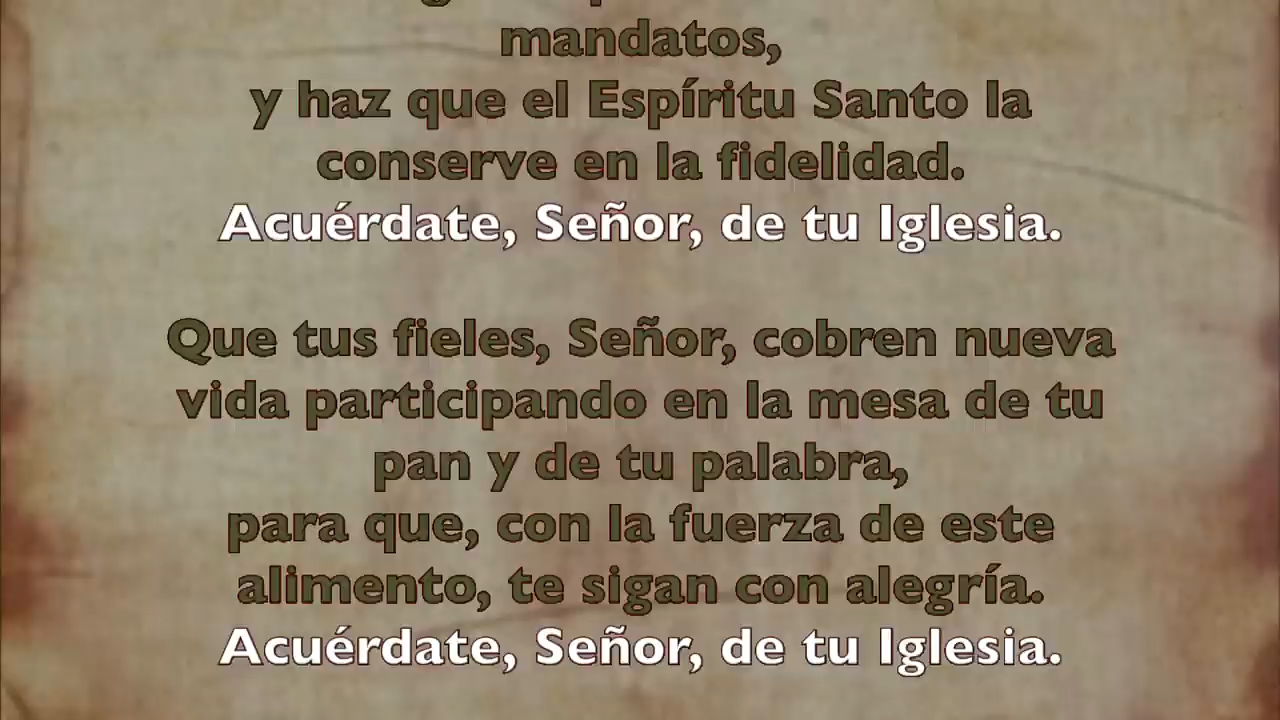 mandatos,
y haz que el Espíritu Santo la
conserve en la fidelidad.
Acuérdate, Señor, de tu Iglesia.
Que tus fieles, Señor, cobren nueva
vida participando en la mesa de tu
pan y de tu palabra,
para que, con la fuerza de este
alimento, te sigan con alegría.
Acuérdate, Señor, de tu Iglesia.